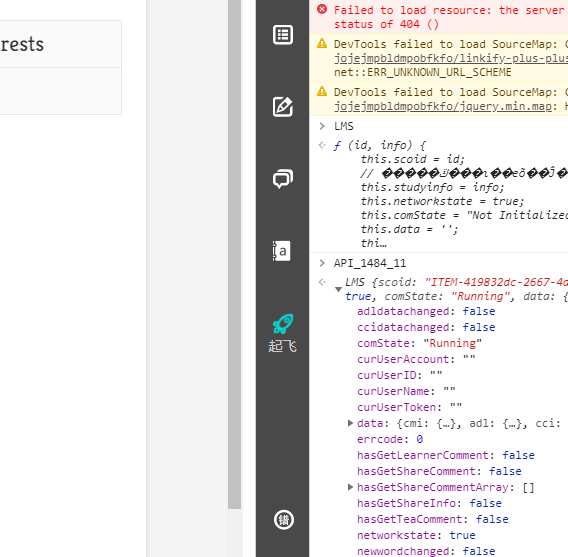 rests
a
起飞
错
Failed to load resource: the server
status of 404 ()
DevTools failed to load SourceMap: C
jojejmpbldmpobfkfo/linkify-plus-plus
net::ERR_UNKNOWN_URL_SCHEME
DevTools failed to load SourceMap: C
jojejmpbldmpobfkfo/jquery.min.map: H
LMS
ƒ (id, info) {
this.scoid = id;
//
this.studyinfo = info;
this.networkstate = true;
this.comState = "Not Initialized
this.data = '';
thi…
API_1484_11
LMS {scoid: "ITEM-419832dc-2667-4d
true, comState: "Running", data: {
adldatachanged: false
ccidatachanged: false
comState: "Running"
curUserAccount: ""
curUserID: ""
curUserName: ""
curUserToken: ""
data: {cmi: {…}, adl: {…}, cci:
errcode: 0
hasGetLearnerComment: false
hasGetShareComment: false
hasGetShareCommentArray: []
hasGetShareInfo: false
hasGetTeaComment: false
networkstate: true
newwordchanged: false